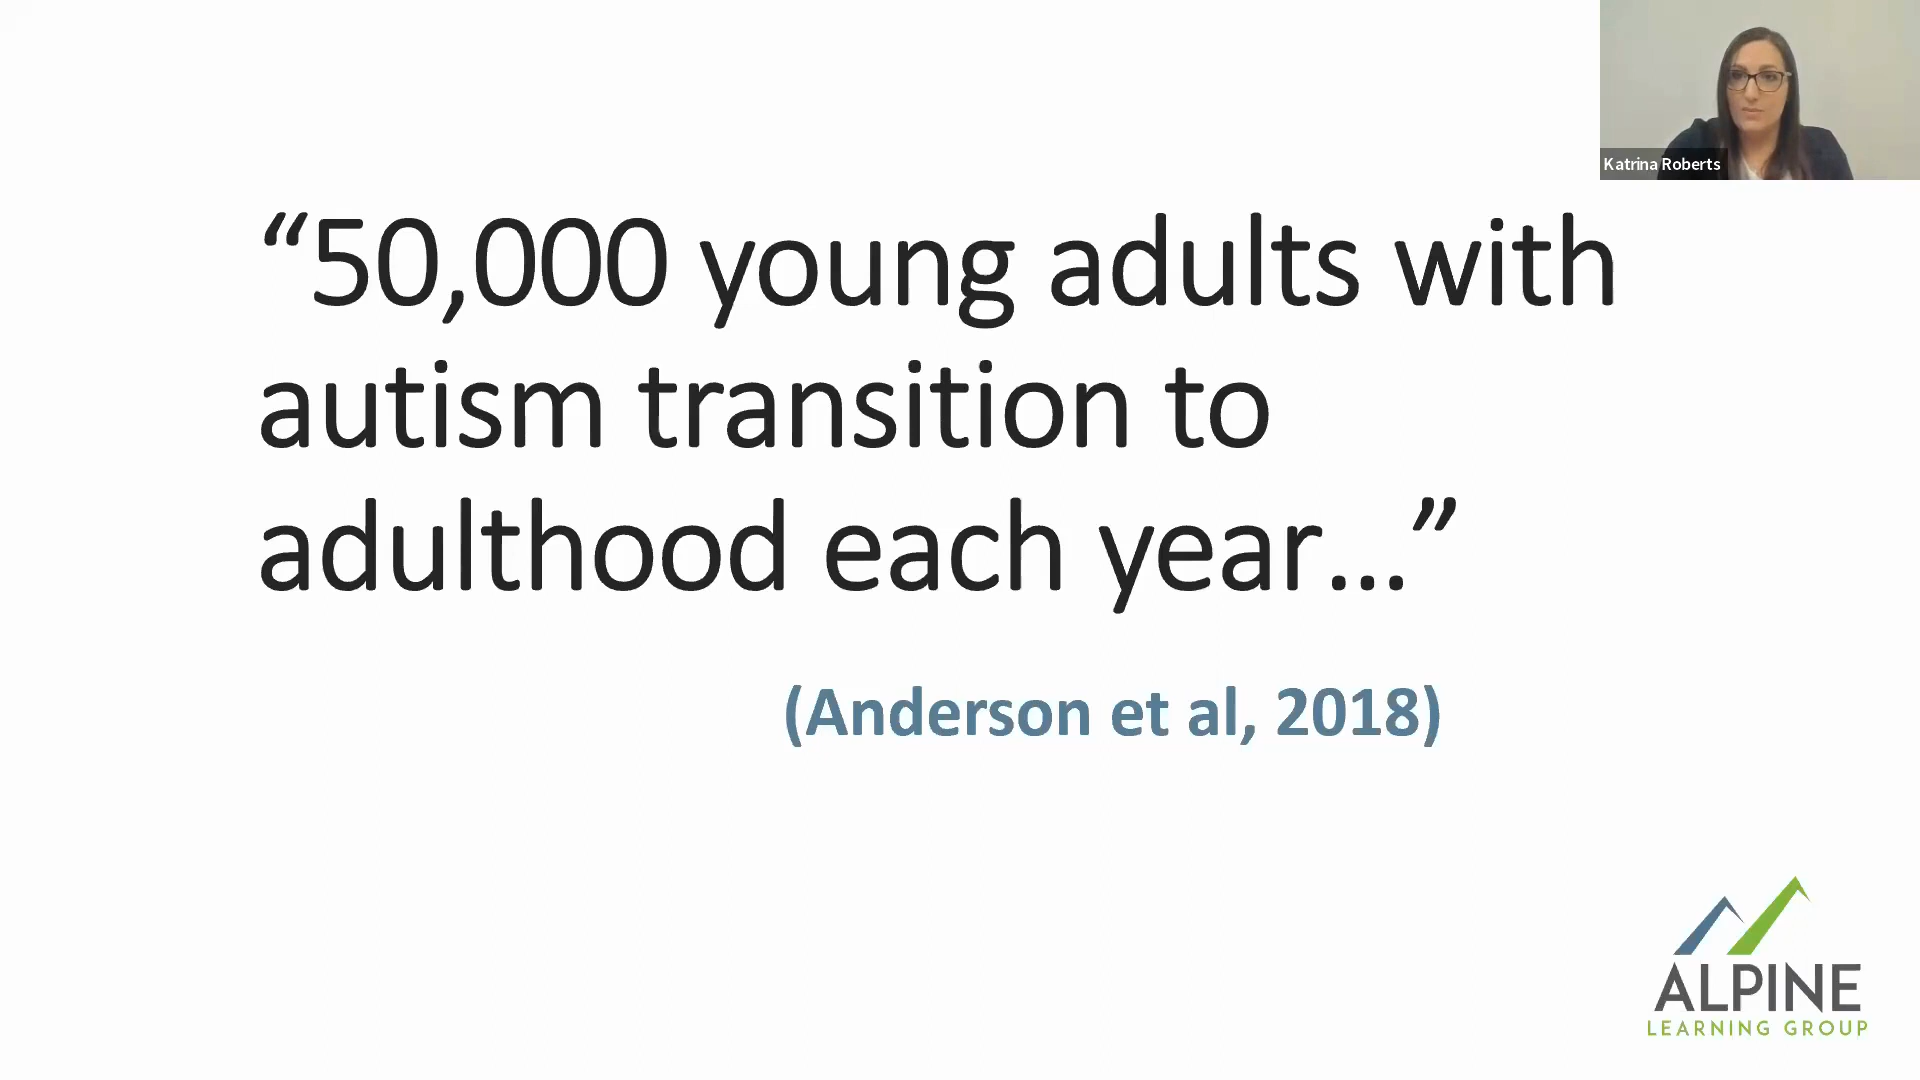 Katrina Roberts
“50,000 young adults with
autism transition to
adulthood each year…”
(Anderson et al, 2018)
ALPINE
LEARNING GROUP